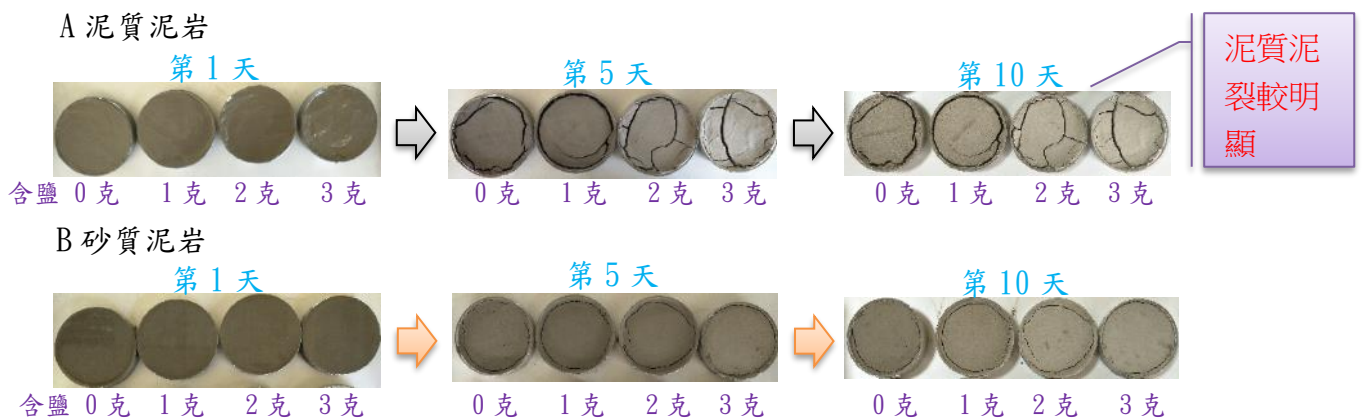 A 泥質泥岩
第 1 天
第 5 天
第 10 天
泥質泥
裂較明
顯
含鹽 0 克 1 克 2 克 3 克
0 克 1 克 2 克 3 克
0 克 1 克 2 克 3 克
B 砂質泥岩
第 1 天
第 5 天
第 10 天
含鹽 0 克 1 克 2 克 3 克
0 克 1 克 2 克 3 克
0 克 1 克 2 克 3 克